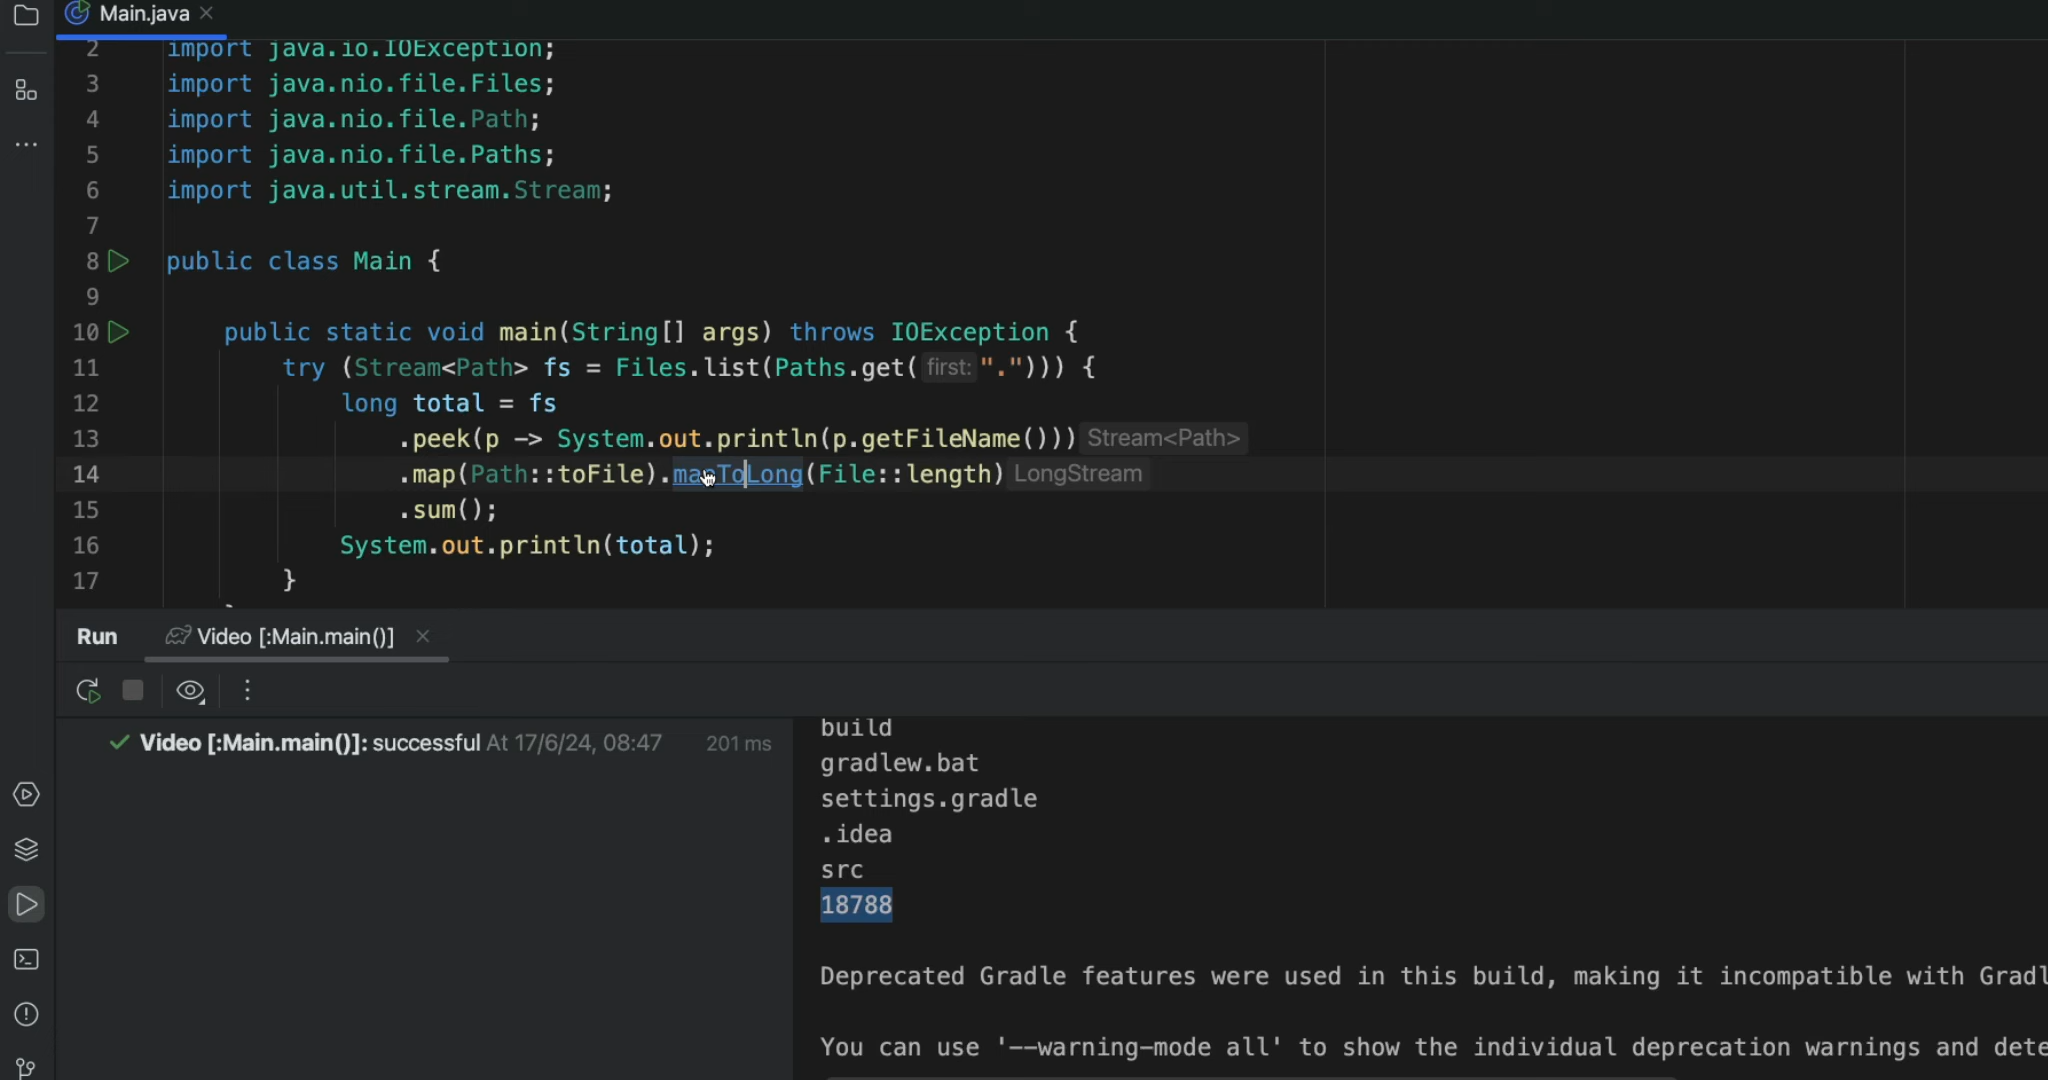 Main.java
2 import java.io.IOException;
3 import java.nio.file.Files;
4 import java.nio.file.Path;
5 import java.nio.file.Paths;
6 import java.util.stream.Stream;
7
8 public class Main {
9
10 public static void main(String[] args) throws IOException {
11 try (Stream<Path> fs = Files.list(Paths.get( first: "."))) {
12 long total = fs
13 .peek(p -> System.out.println(p.getFileName())) Stream<Path>
14 .map(Path::toFile).mapToLong(File::length) LongStream
15 .sum();
16 System.out.println(total);
17 }
Run Video [:Main.main()]
Video [:Main.main()]: successful At 17/6/24, 08:47 201 ms
build
gradlew.bat
settings.gradle
.idea
src
18788
Deprecated Gradle features were used in this build, making it incompatible with Gradl
You can use '--warning-mode all' to show the individual deprecation warnings and dete